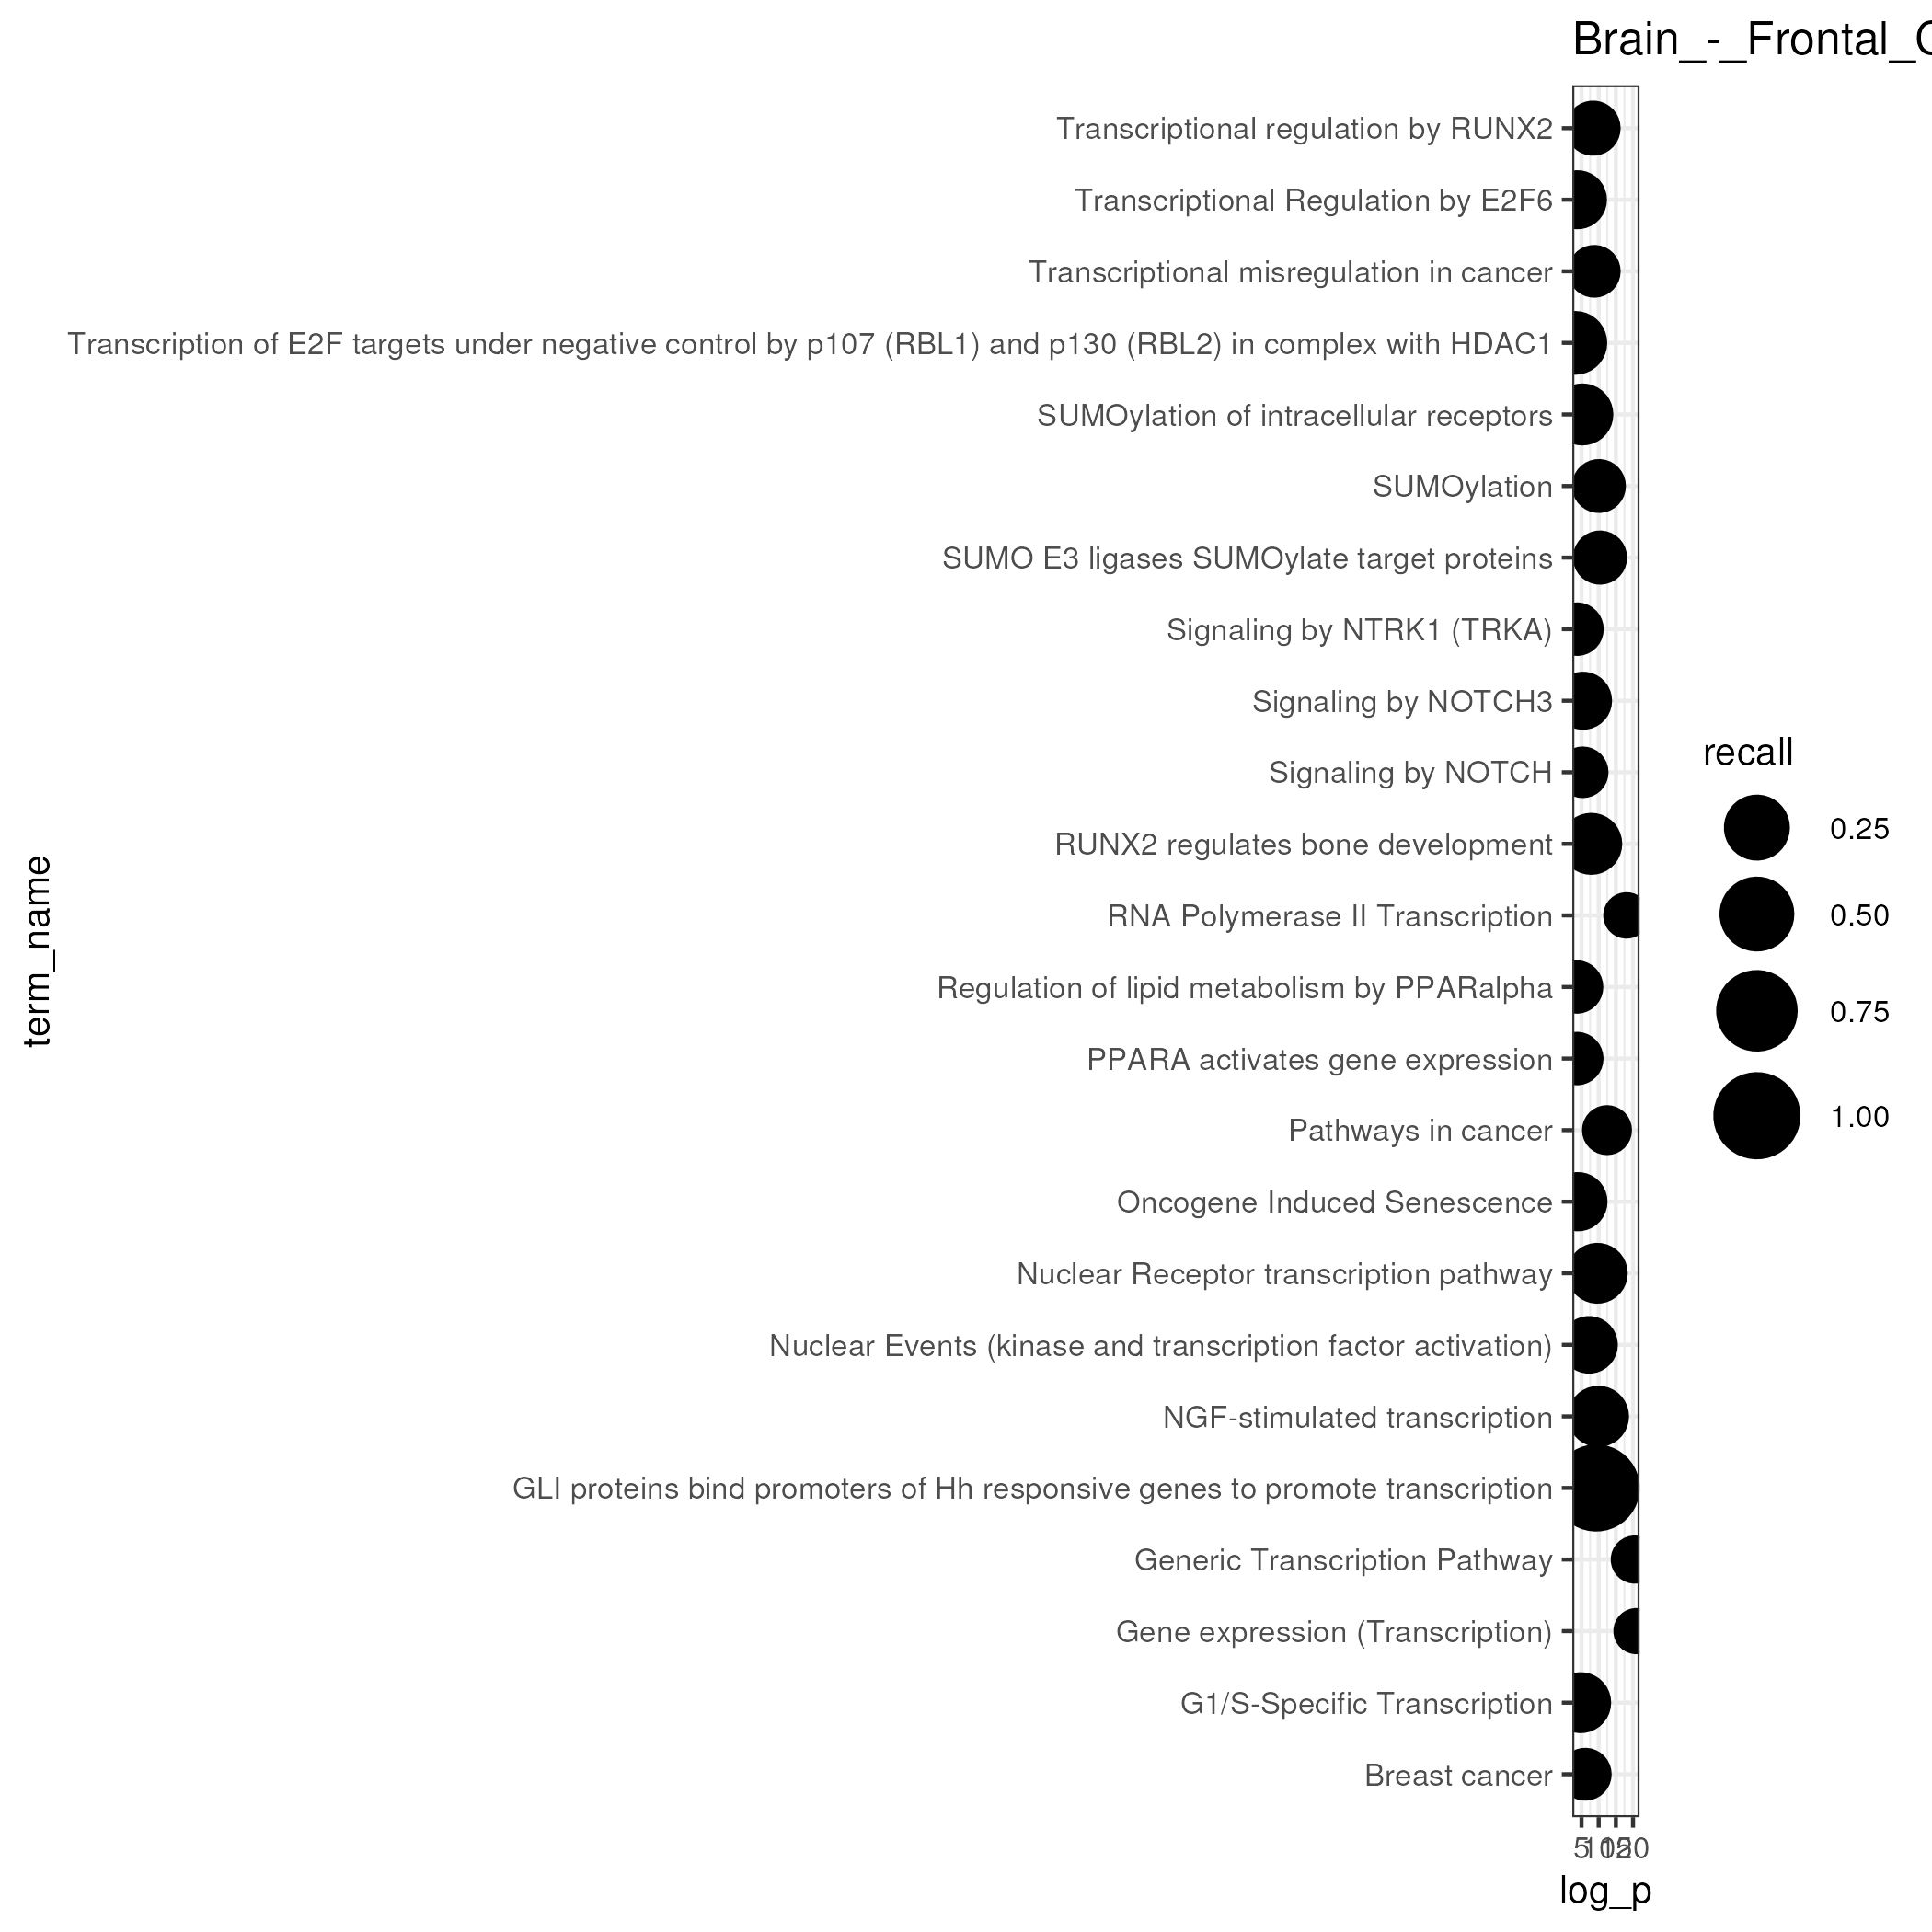 Brain_-_Frontal_C
Transcriptional regulation by RUNX2
Transcriptional Regulation by E2F6
Transcriptional misregulation in cancer
Transcription of E2F targets under negative control by p107 (RBL1) and p130 (RBL2) in complex with HDAC1
SUMOylation of intracellular receptors
SUMOylation
SUMO E3 ligases SUMOylate target proteins
Signaling by NTRK1 (TRKA)
Signaling by NOTCH3
Signaling by NOTCH
RUNX2 regulates bone development
RNA Polymerase II Transcription
Regulation of lipid metabolism by PPARalpha
PPARA activates gene expression
Pathways in cancer
Oncogene Induced Senescence
Nuclear Receptor transcription pathway
Nuclear Events (kinase and transcription factor activation)
NGF-stimulated transcription
GLI proteins bind promoters of Hh responsive genes to promote transcription
Generic Transcription Pathway
Gene expression (Transcription)
G1/S-Specific Transcription
Breast cancer
term_name
5 10 15 20
log_p
recall
0.25
0.50
0.75
1.00